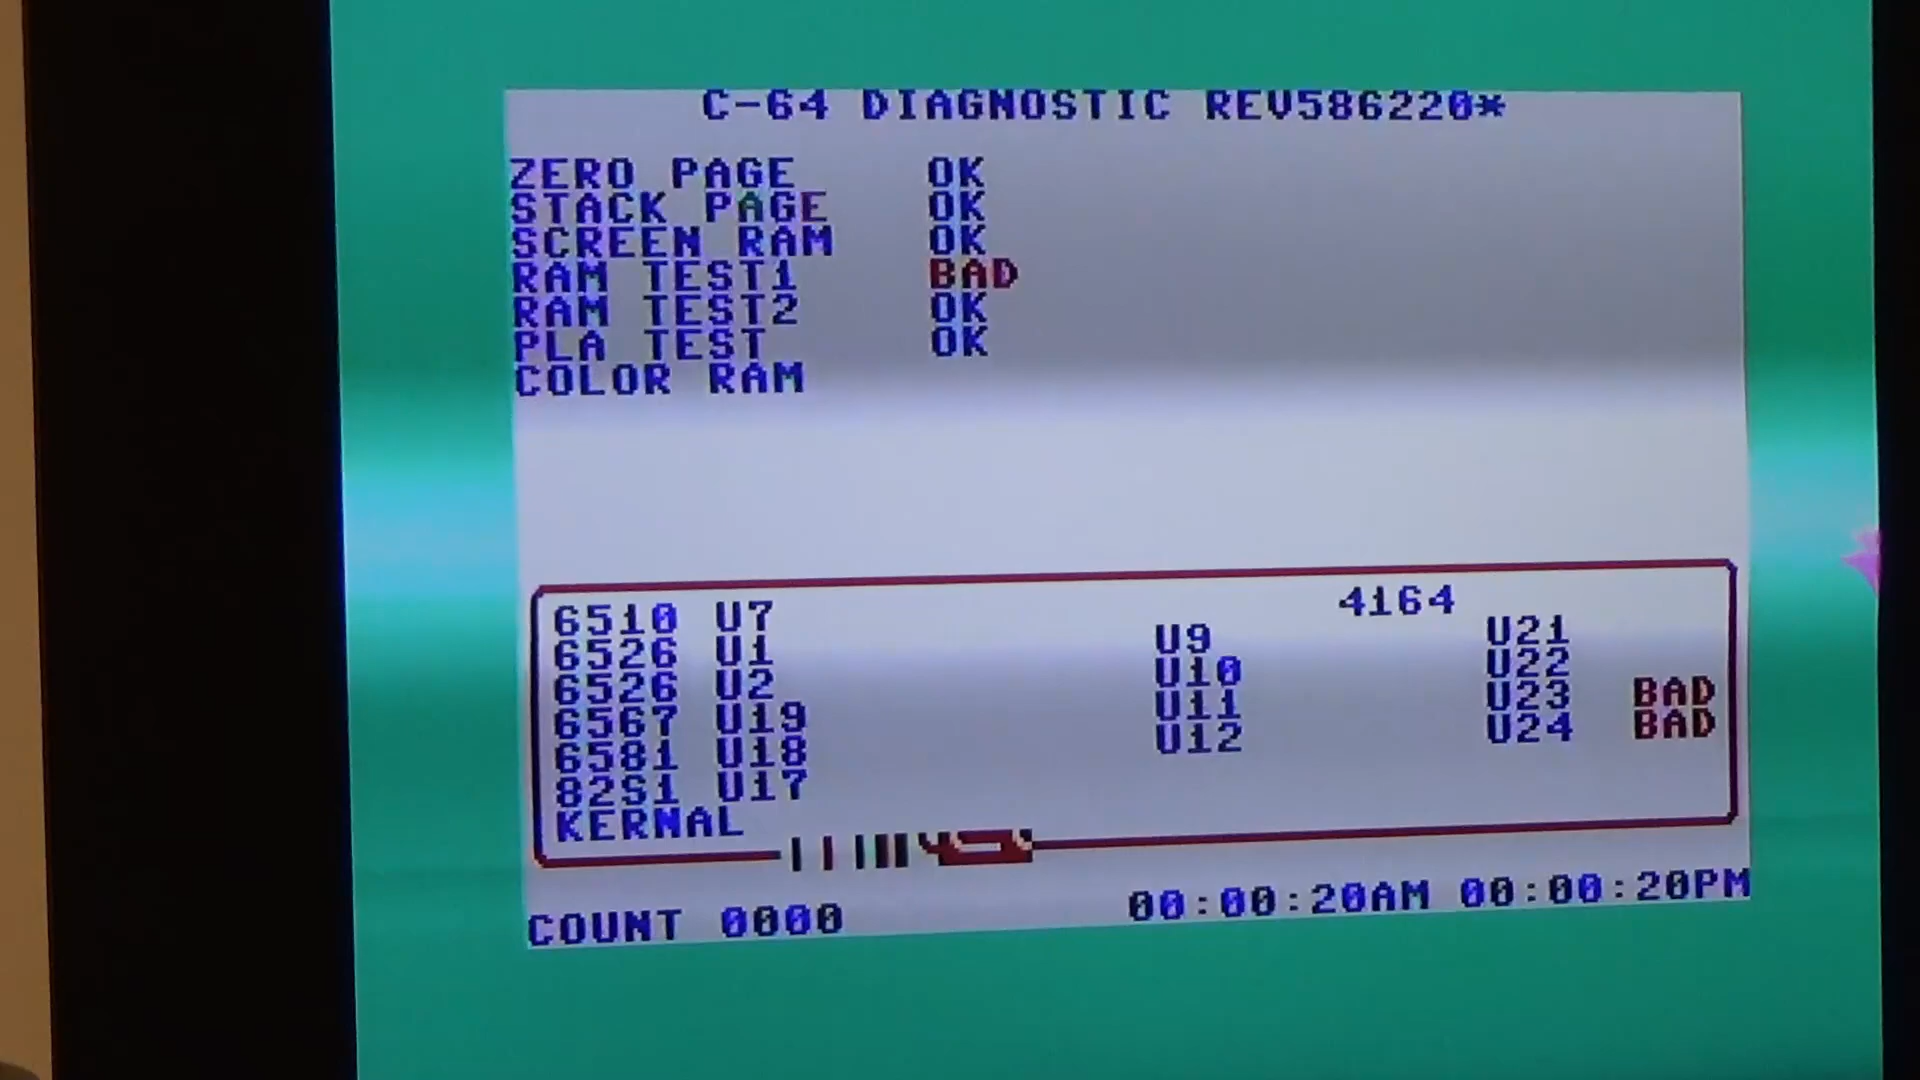 C-64 DIAGNOSTIC REV586220*
ZERO PAGE OK
STACK PAGE OK
SCREEN RAM OK
RAM TEST1 BAD
RAM TEST2 OK
PLA TEST OK
COLOR RAM
4164
6510 U7 U9 U21
6526 U1 U10 U22
6526 U2 U11 U23 BAD
6567 U19 U12 U24 BAD
6581 U18
82S1 U17
KERNAL
COUNT 0000 00:00:20AM 00:00:20PM